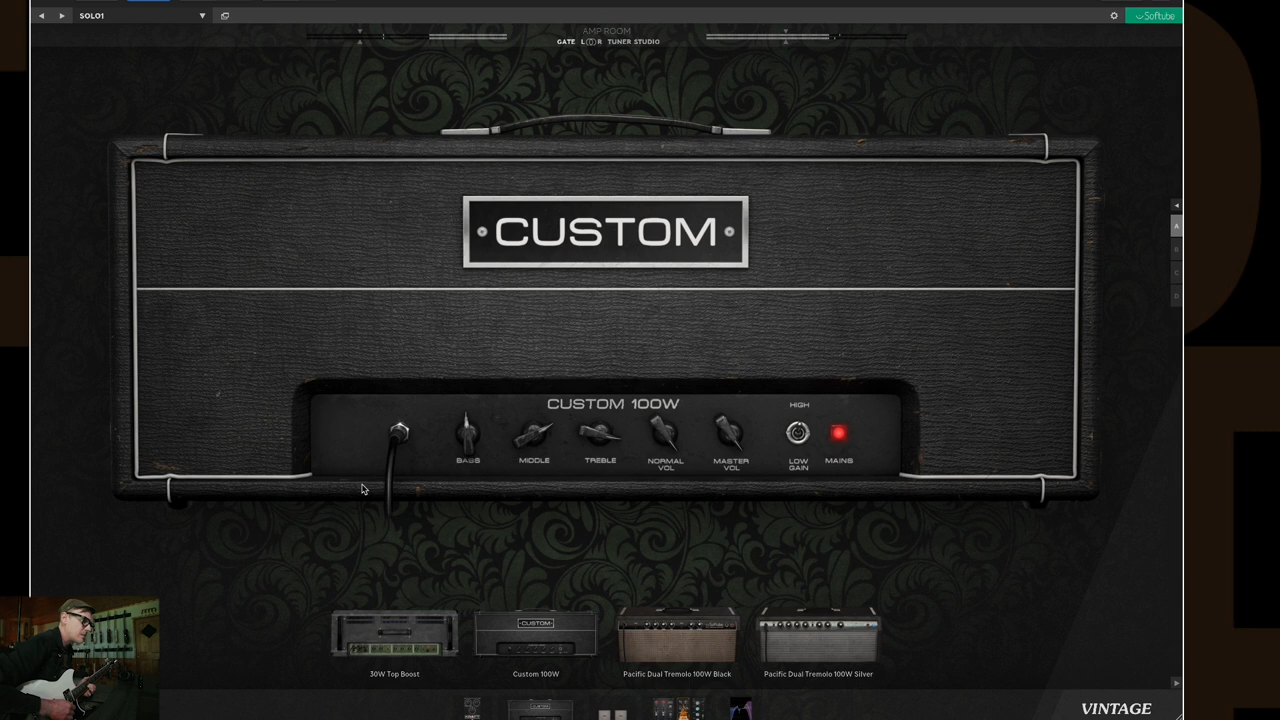 SOLO1
Softube
AMP ROOM
GATE L R TUNER STUDIO
A
B
C
D
CUSTOM
CUSTOM 100W
HIGH
BASS
MIDDLE
TREBLE
NORMAL
VOL
MASTER
VOL
LOW
GAIN
MAINS
CUSTOM
30W Top Boost
Custom 100W
Pacific Dual Tremolo 100W Black
Pacific Dual Tremolo 100W Silver
VINTAGE